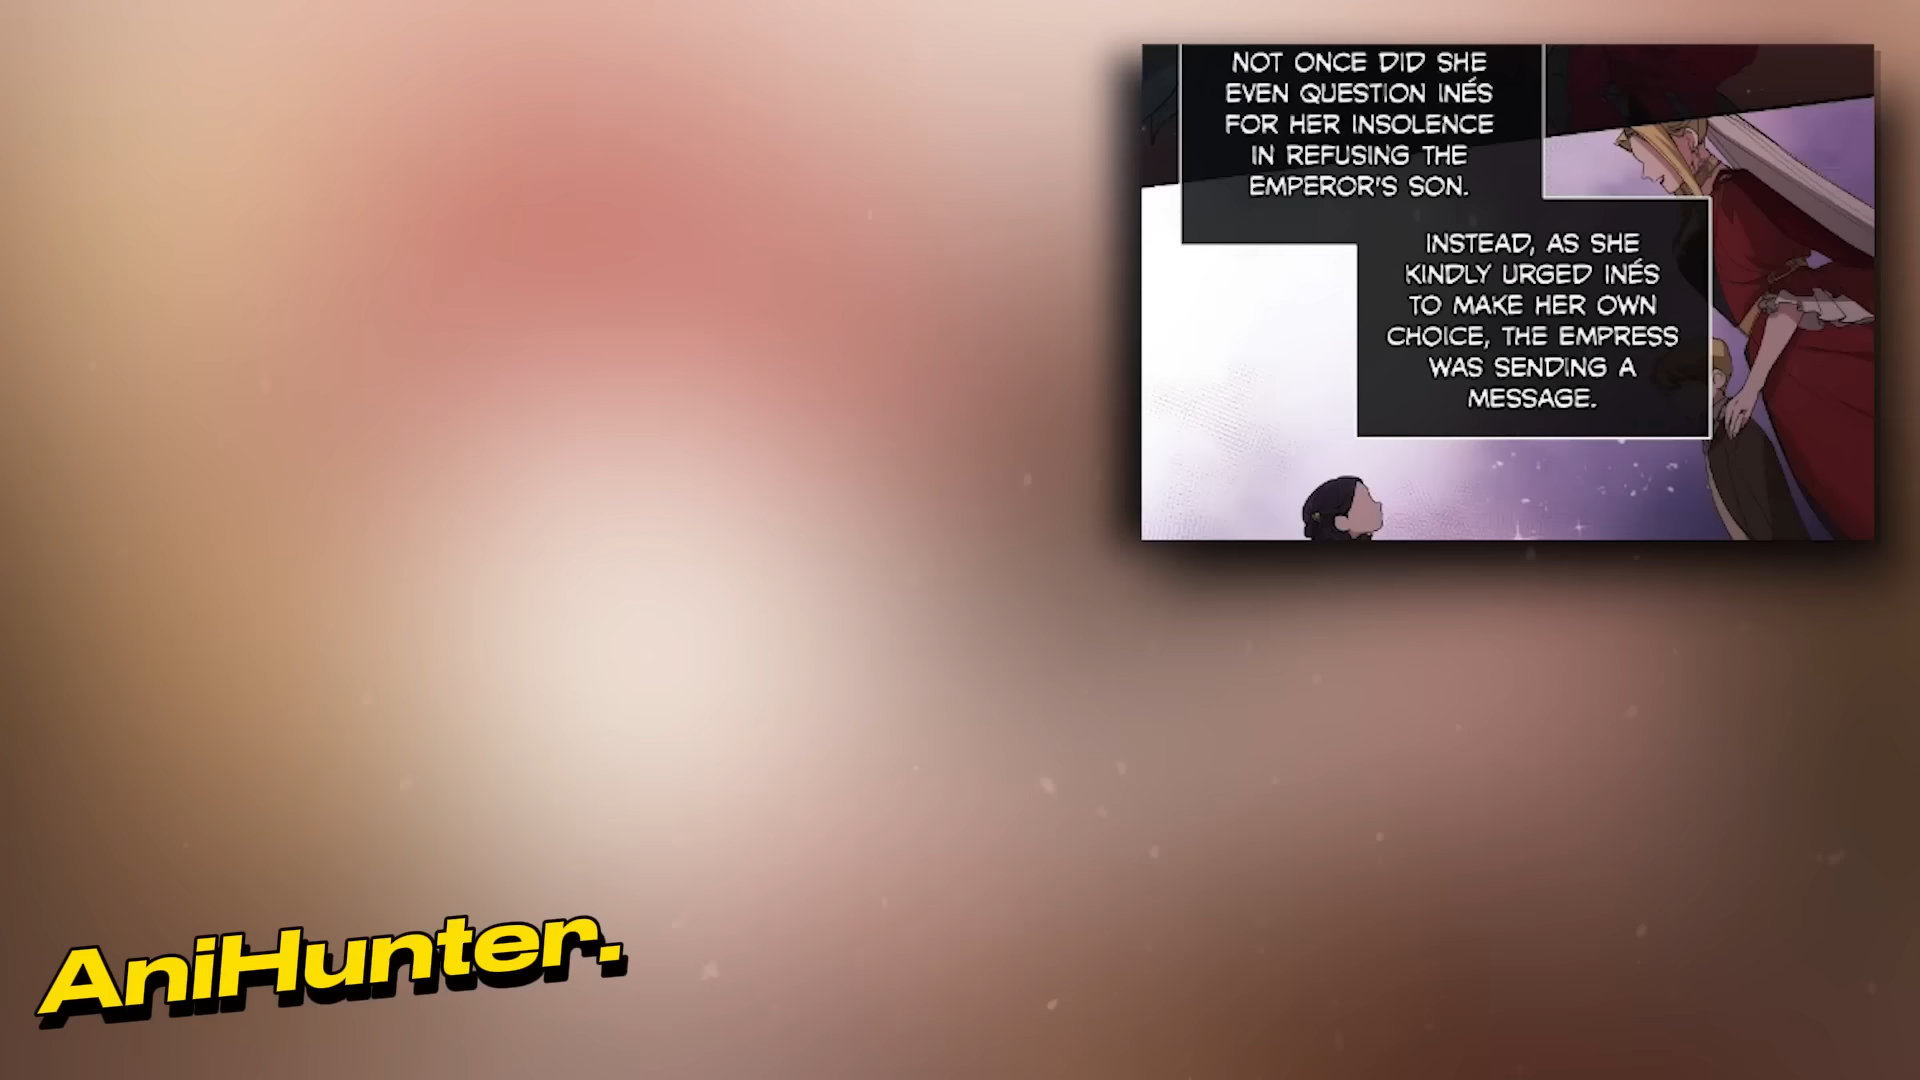 NOT ONCE DID SHE
EVEN QUESTION INÉS
FOR HER INSOLENCE
IN REFUSING THE
EMPEROR'S SON.
INSTEAD, AS SHE
KINDLY URGED INÉS
TO MAKE HER OWN
CHOICE, THE EMPRESS
WAS SENDING A
MESSAGE.
AniHunter.